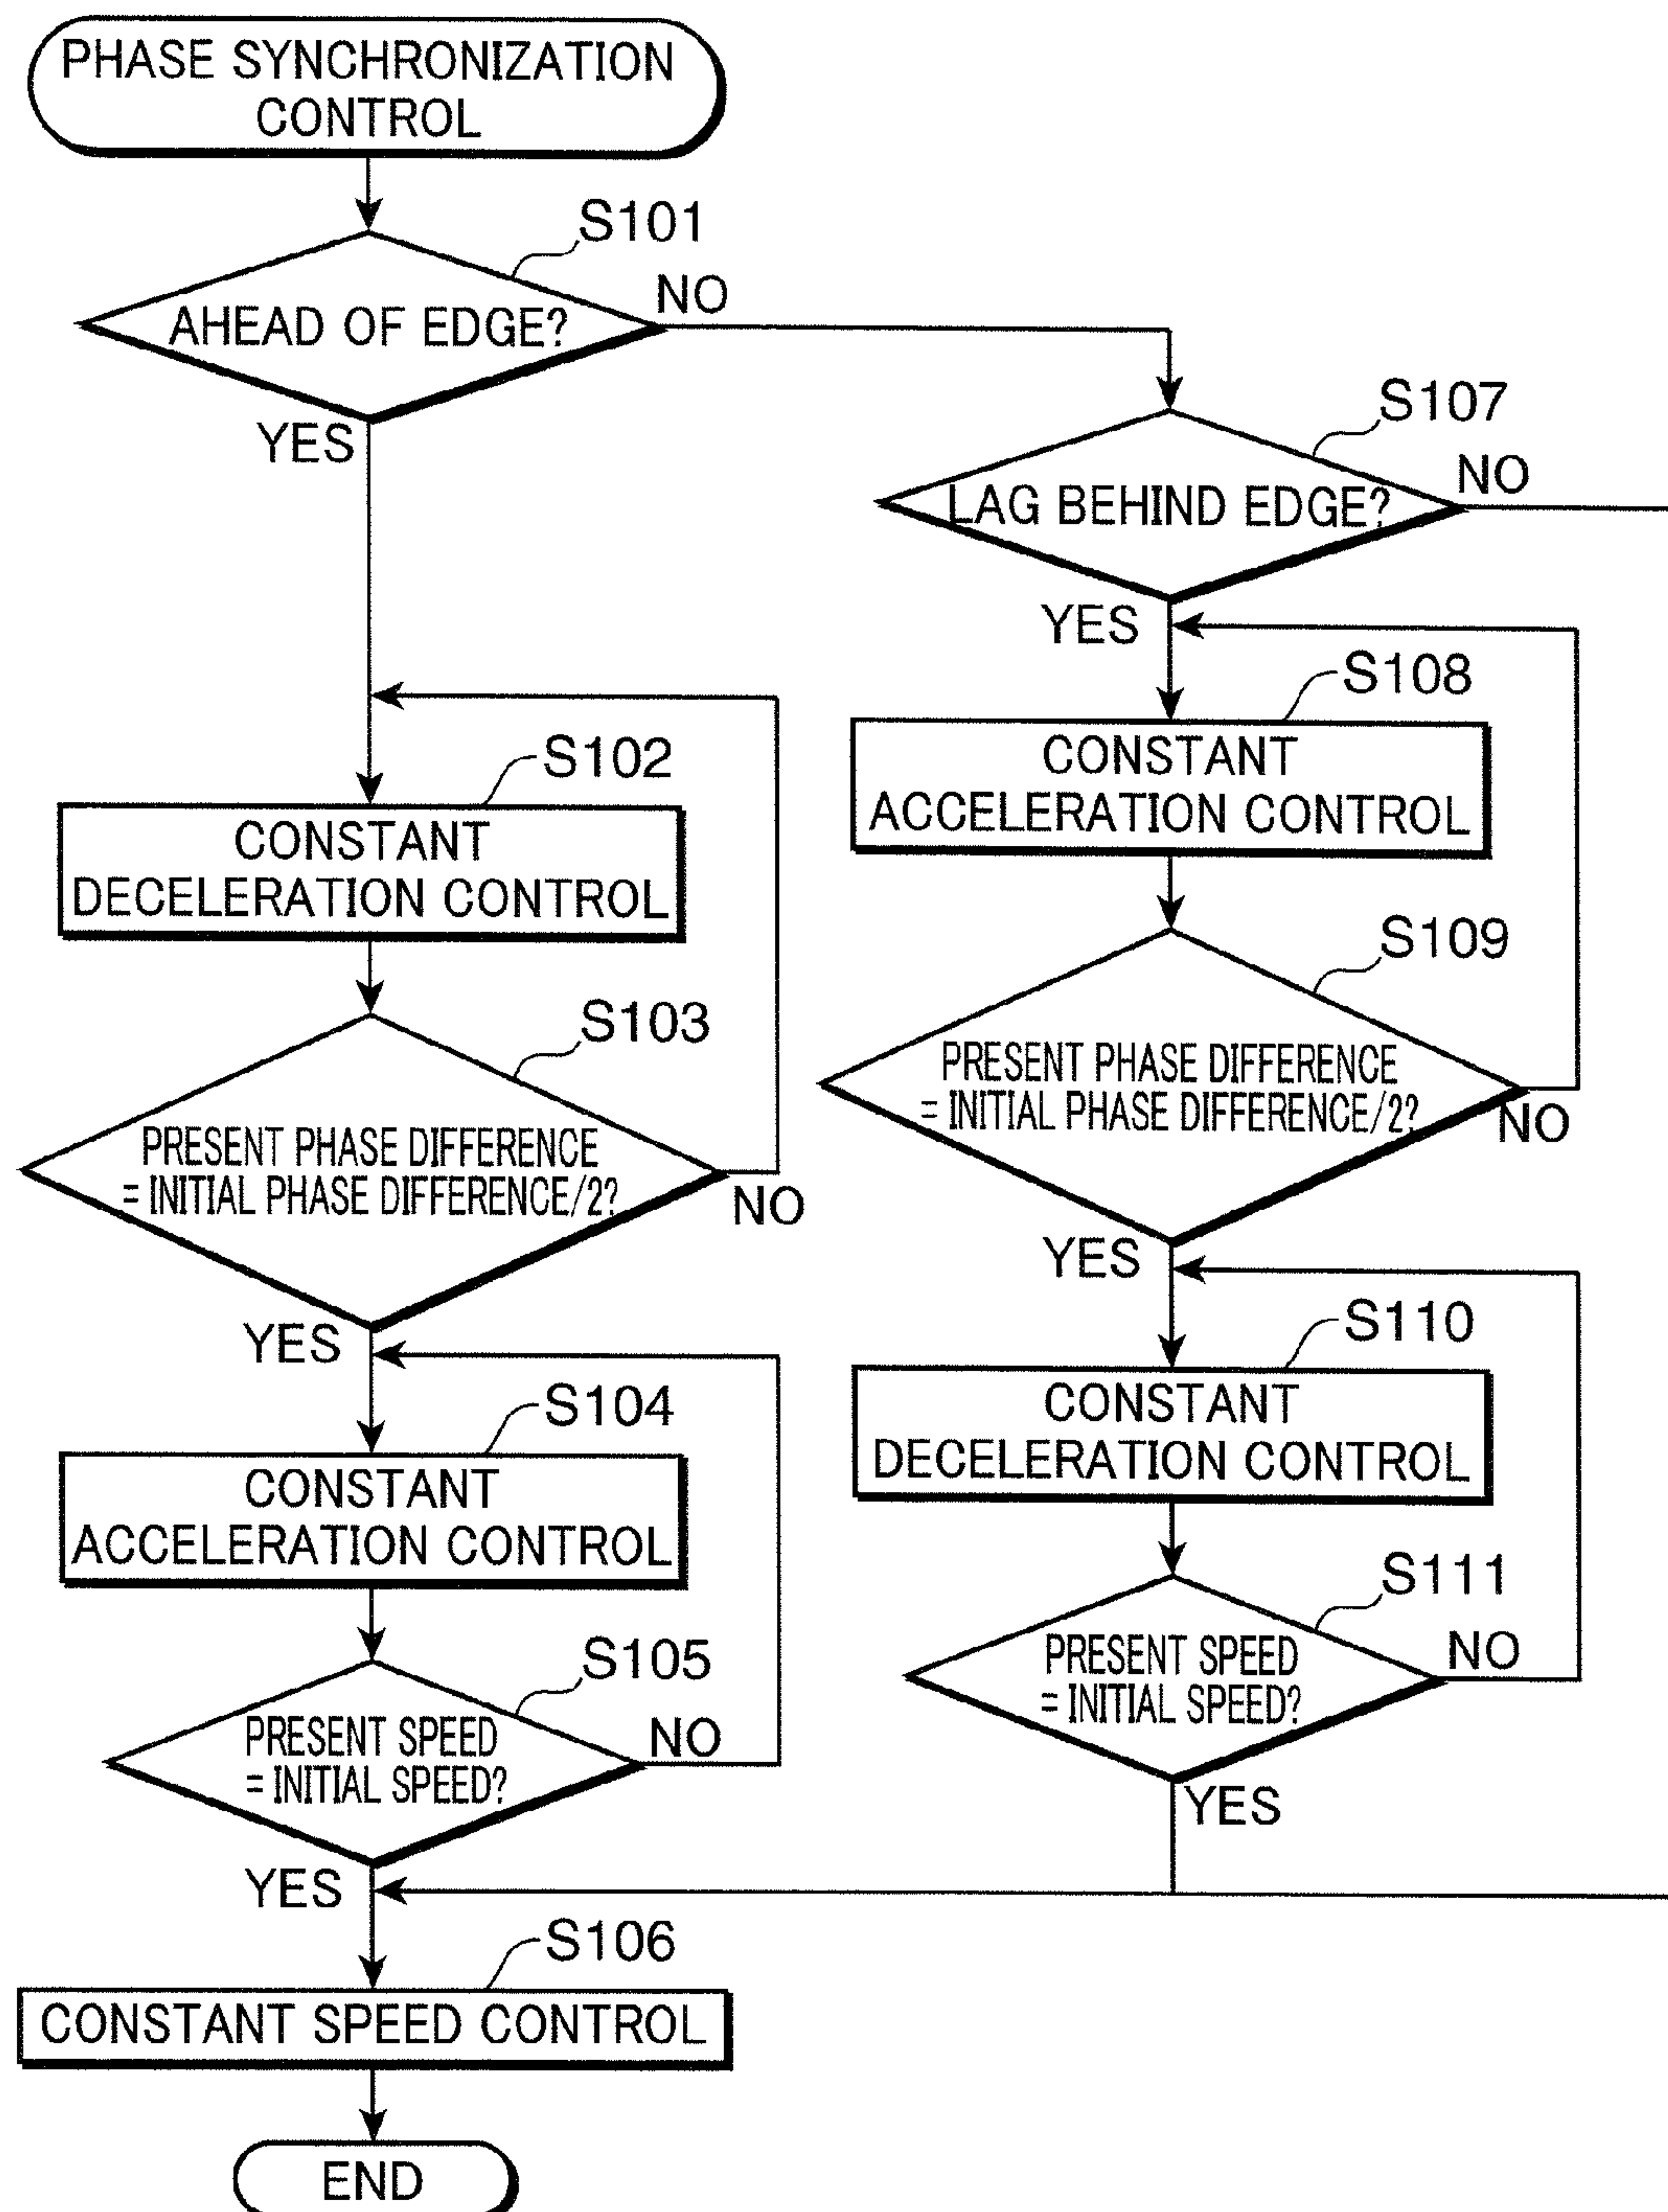 PHASE SYNCHRONIZATION
CONTROL
S101
AHEAD OF EDGE?
NO
YES
S102
CONSTANT
DECELERATION CONTROL
S103
PRESENT PHASE DIFFERENCE
= INITIAL PHASE DIFFERENCE/2?
NO
YES
S104
CONSTANT
ACCELERATION CONTROL
S105
PRESENT SPEED
= INITIAL SPEED?
NO
YES
S106
CONSTANT SPEED CONTROL
END
S107
LAG BEHIND EDGE?
NO
YES
S108
CONSTANT
ACCELERATION CONTROL
S109
PRESENT PHASE DIFFERENCE
= INITIAL PHASE DIFFERENCE/2?
NO
YES
S110
CONSTANT
DECELERATION CONTROL
S111
PRESENT SPEED
= INITIAL SPEED?
NO
YES